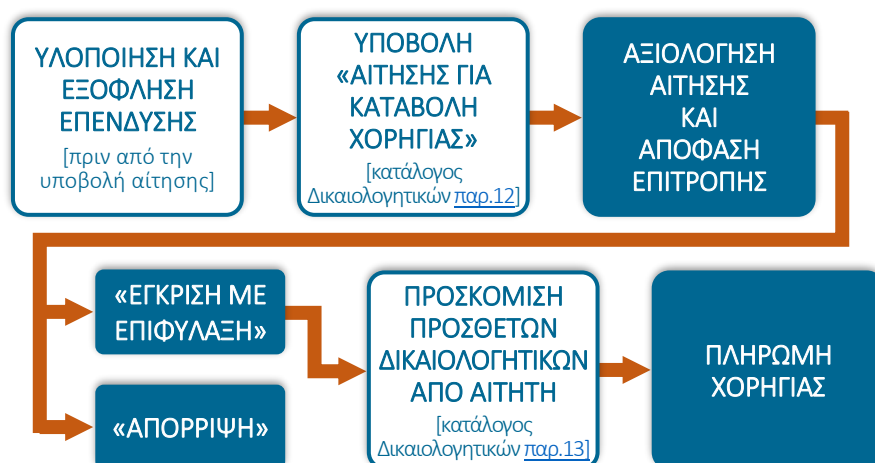 ΥΛΟΠΟΙΗΣΗ ΚΑΙ
ΕΞΟΦΛΗΣΗ
ΕΠΕΝΔΥΣΗΣ
[πριν από την
υποβολή αίτησης]
ΥΠΟΒΟΛΗ
«ΑΙΤΗΣΗΣ ΓΙΑ
ΚΑΤΑΒΟΛΗ
ΧΟΡΗΓΙΑΣ»
[κατάλογος
Δικαιολογητικών παρ.12]
ΑΞΙΟΛΟΓΗΣΗ
ΑΙΤΗΣΗΣ
ΚΑΙ
ΑΠΟΦΑΣΗ
ΕΠΙΤΡΟΠΗΣ
«ΕΓΚΡΙΣΗ ΜΕ
ΕΠΙΦΥΛΑΞΗ»
«ΑΠΟΡΡΙΨΗ»
ΠΡΟΣΚΟΜΙΣΗ
ΠΡΟΣΘΕΤΩΝ
ΔΙΚΑΙΟΛΟΓΗΤΙΚΩΝ
ΑΠΟ ΑΙΤΗΤΗ
[κατάλογος
Δικαιολογητικών παρ.13]
ΠΛΗΡΩΜΗ
ΧΟΡΗΓΙΑΣ